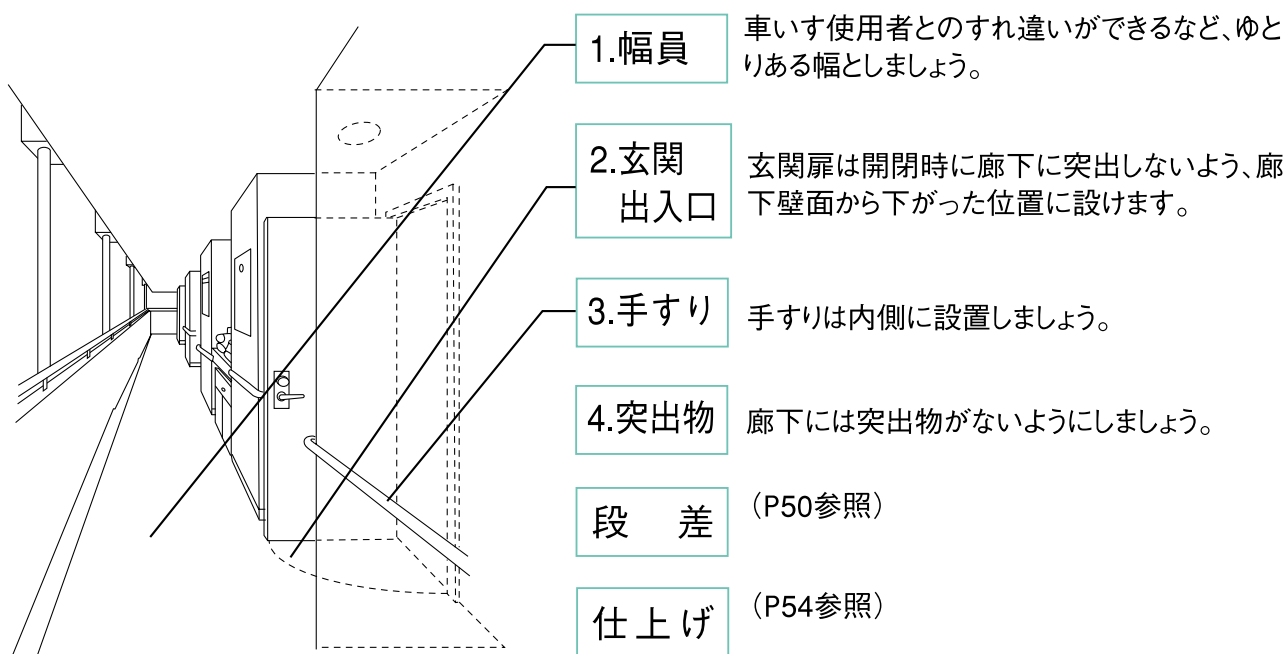 1.幅員
車いす使用者とのすれ違いができるなど、ゆと
りある幅としましょう。
2.玄関
出入口
玄関扉は開閉時に廊下に突出しないよう、廊
下壁面から下がった位置に設けます。
3.手すり
手すりは内側に設置しましょう。
4.突出物
廊下には突出物がないようにしましょう。
段 差
（P50参照）
仕上げ
（P54参照）